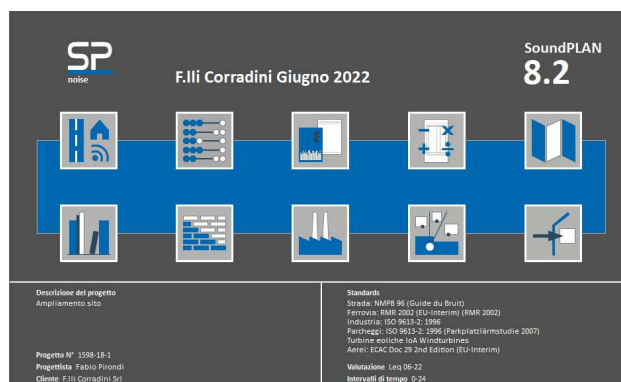 SP
noise
F.lli Corradini Giugno 2022
SoundPLAN
8.2
Descrizione del progetto
Ampliamento sito
Progetto N° 1598-18-1
Progettista Fabio Pirondi
Cliente F.lli Corradini Srl
Standards
Strada: NMPB 96 (Guide du Bruit)
Ferrovia: RMR 2002 (EU-Interim) (RMR 2002)
Industria: ISO 9613-2: 1996
Parcheggi: ISO 9613-2: 1996 (Parkplatzlärmstudie 2007)
Turbine eoliche IoA Windturbines
Aerei: ECAC Doc 29 2nd Edition (EU-Interim)
Valutazione Leq 06-22
Intervalli di tempo 0-24